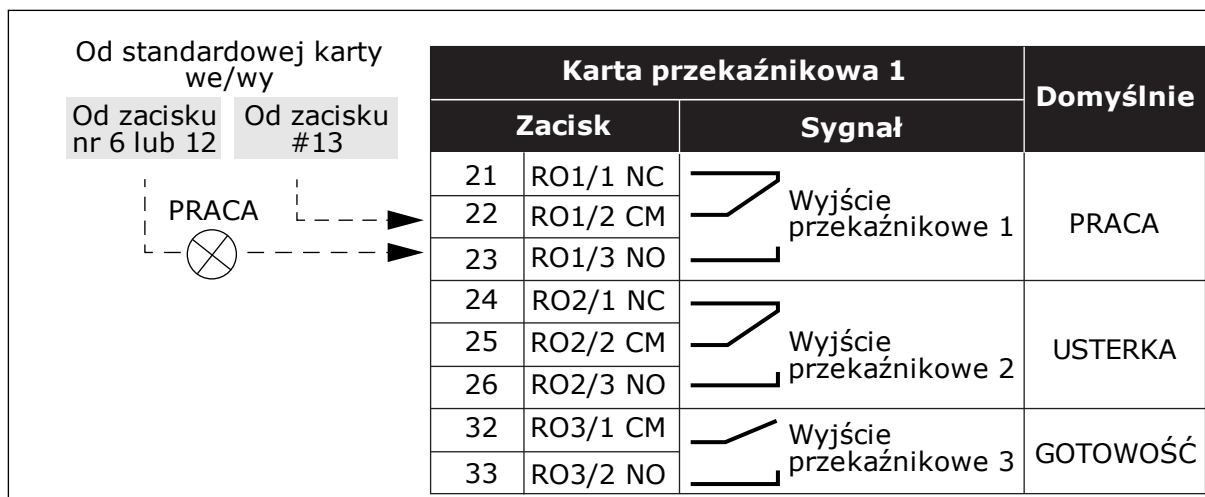 Od standardowej karty
we/wy
Od zacisku
nr 6 lub 12
Od zacisku
#13
PRACA
Karta przekaźnikowa 1
Domyślnie
Zacisk
Sygnał
21 RO1/1 NC
22 RO1/2 CM
23 RO1/3 NO
Wyjście
przekaźnikowe 1
PRACA
24 RO2/1 NC
25 RO2/2 CM
26 RO2/3 NO
Wyjście
przekaźnikowe 2
USTERKA
32 RO3/1 CM
33 RO3/2 NO
Wyjście
przekaźnikowe 3
GOTOWOŚĆ